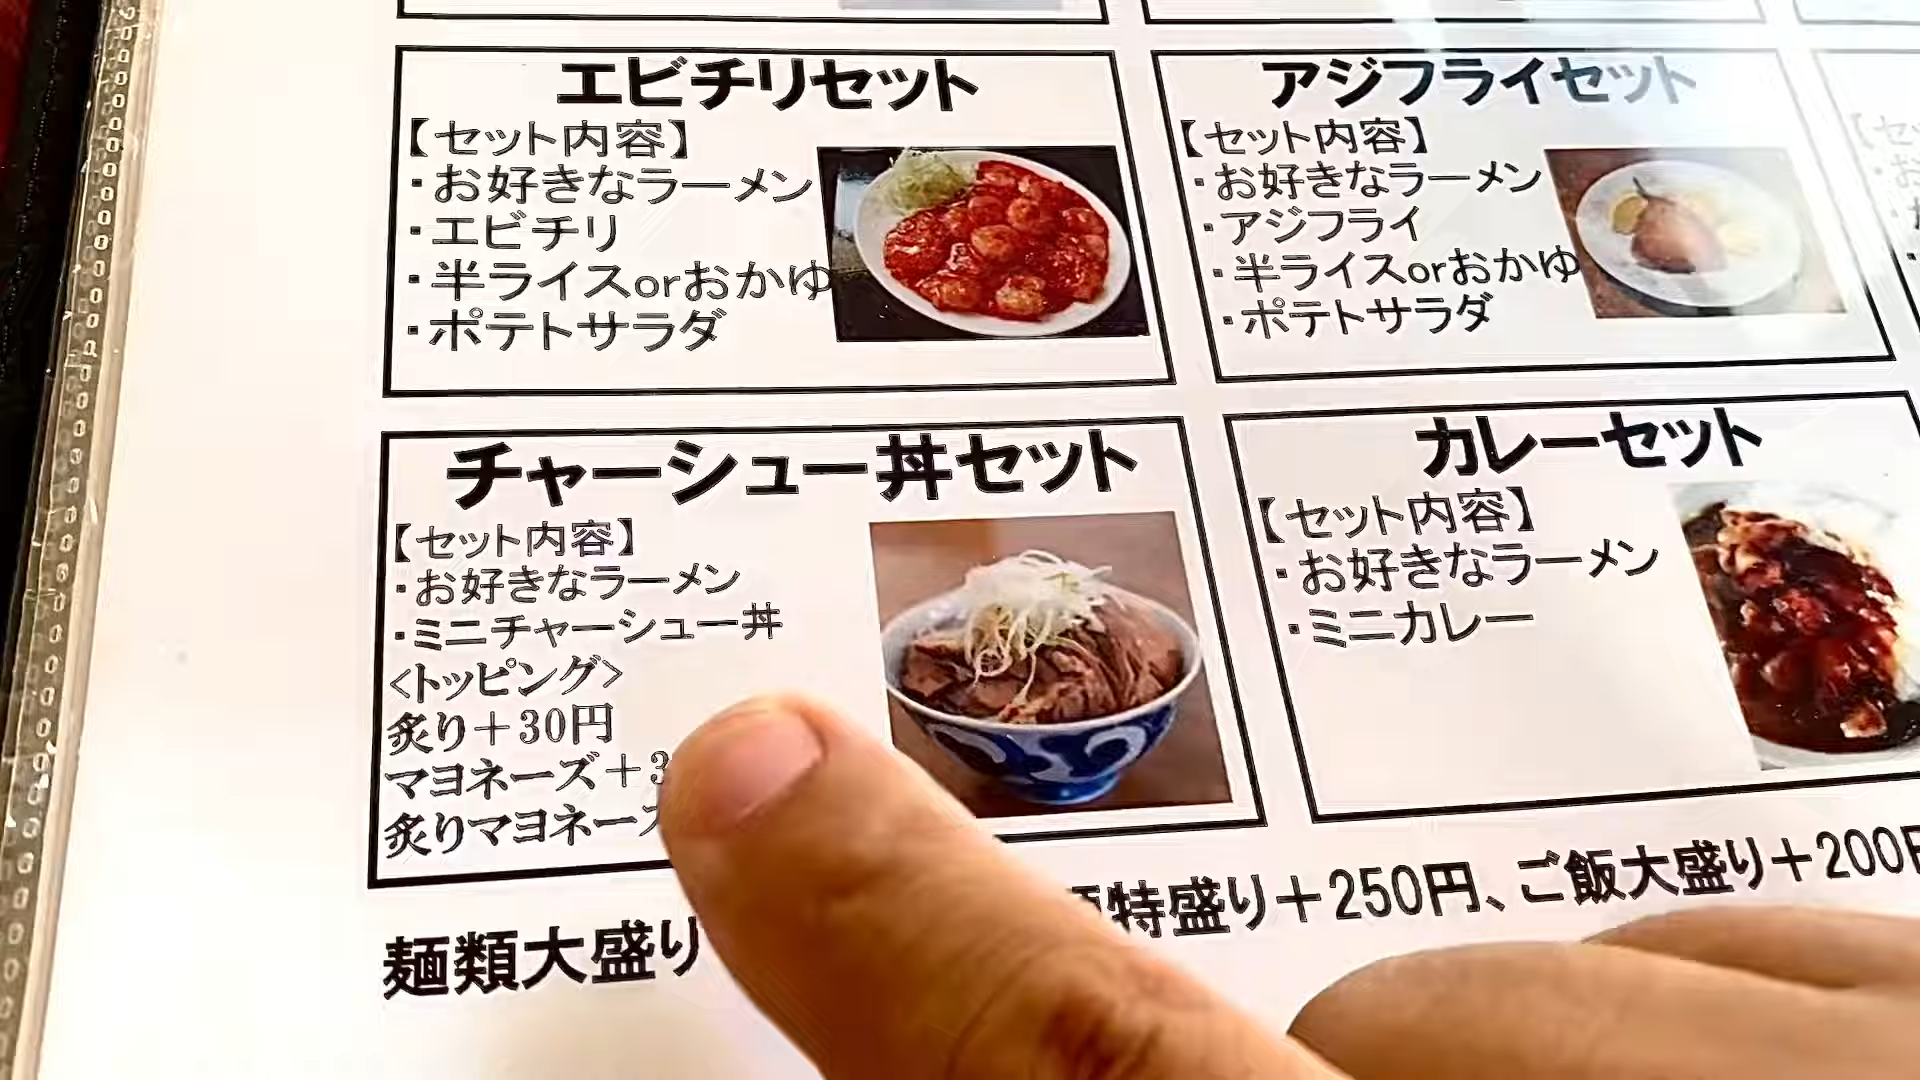 エビチリセット
【セット内容】
・お好きなラーメン
・エビチリ
・半ライスorおかゆ
・ポテトサラダ
アジフライセット
【セット内容】
・お好きなラーメン
・アジフライ
・半ライスorおかゆ
・ポテトサラダ
チャーシュー丼セット
【セット内容】
・お好きなラーメン
・ミニチャーシュー丼
<トッピング>
炙り＋30円
マヨネーズ＋3
炙りマヨネーズ
カレーセット
【セット内容】
・お好きなラーメン
・ミニカレー
麺類大盛り 特盛り＋250円、ご飯大盛り＋200円